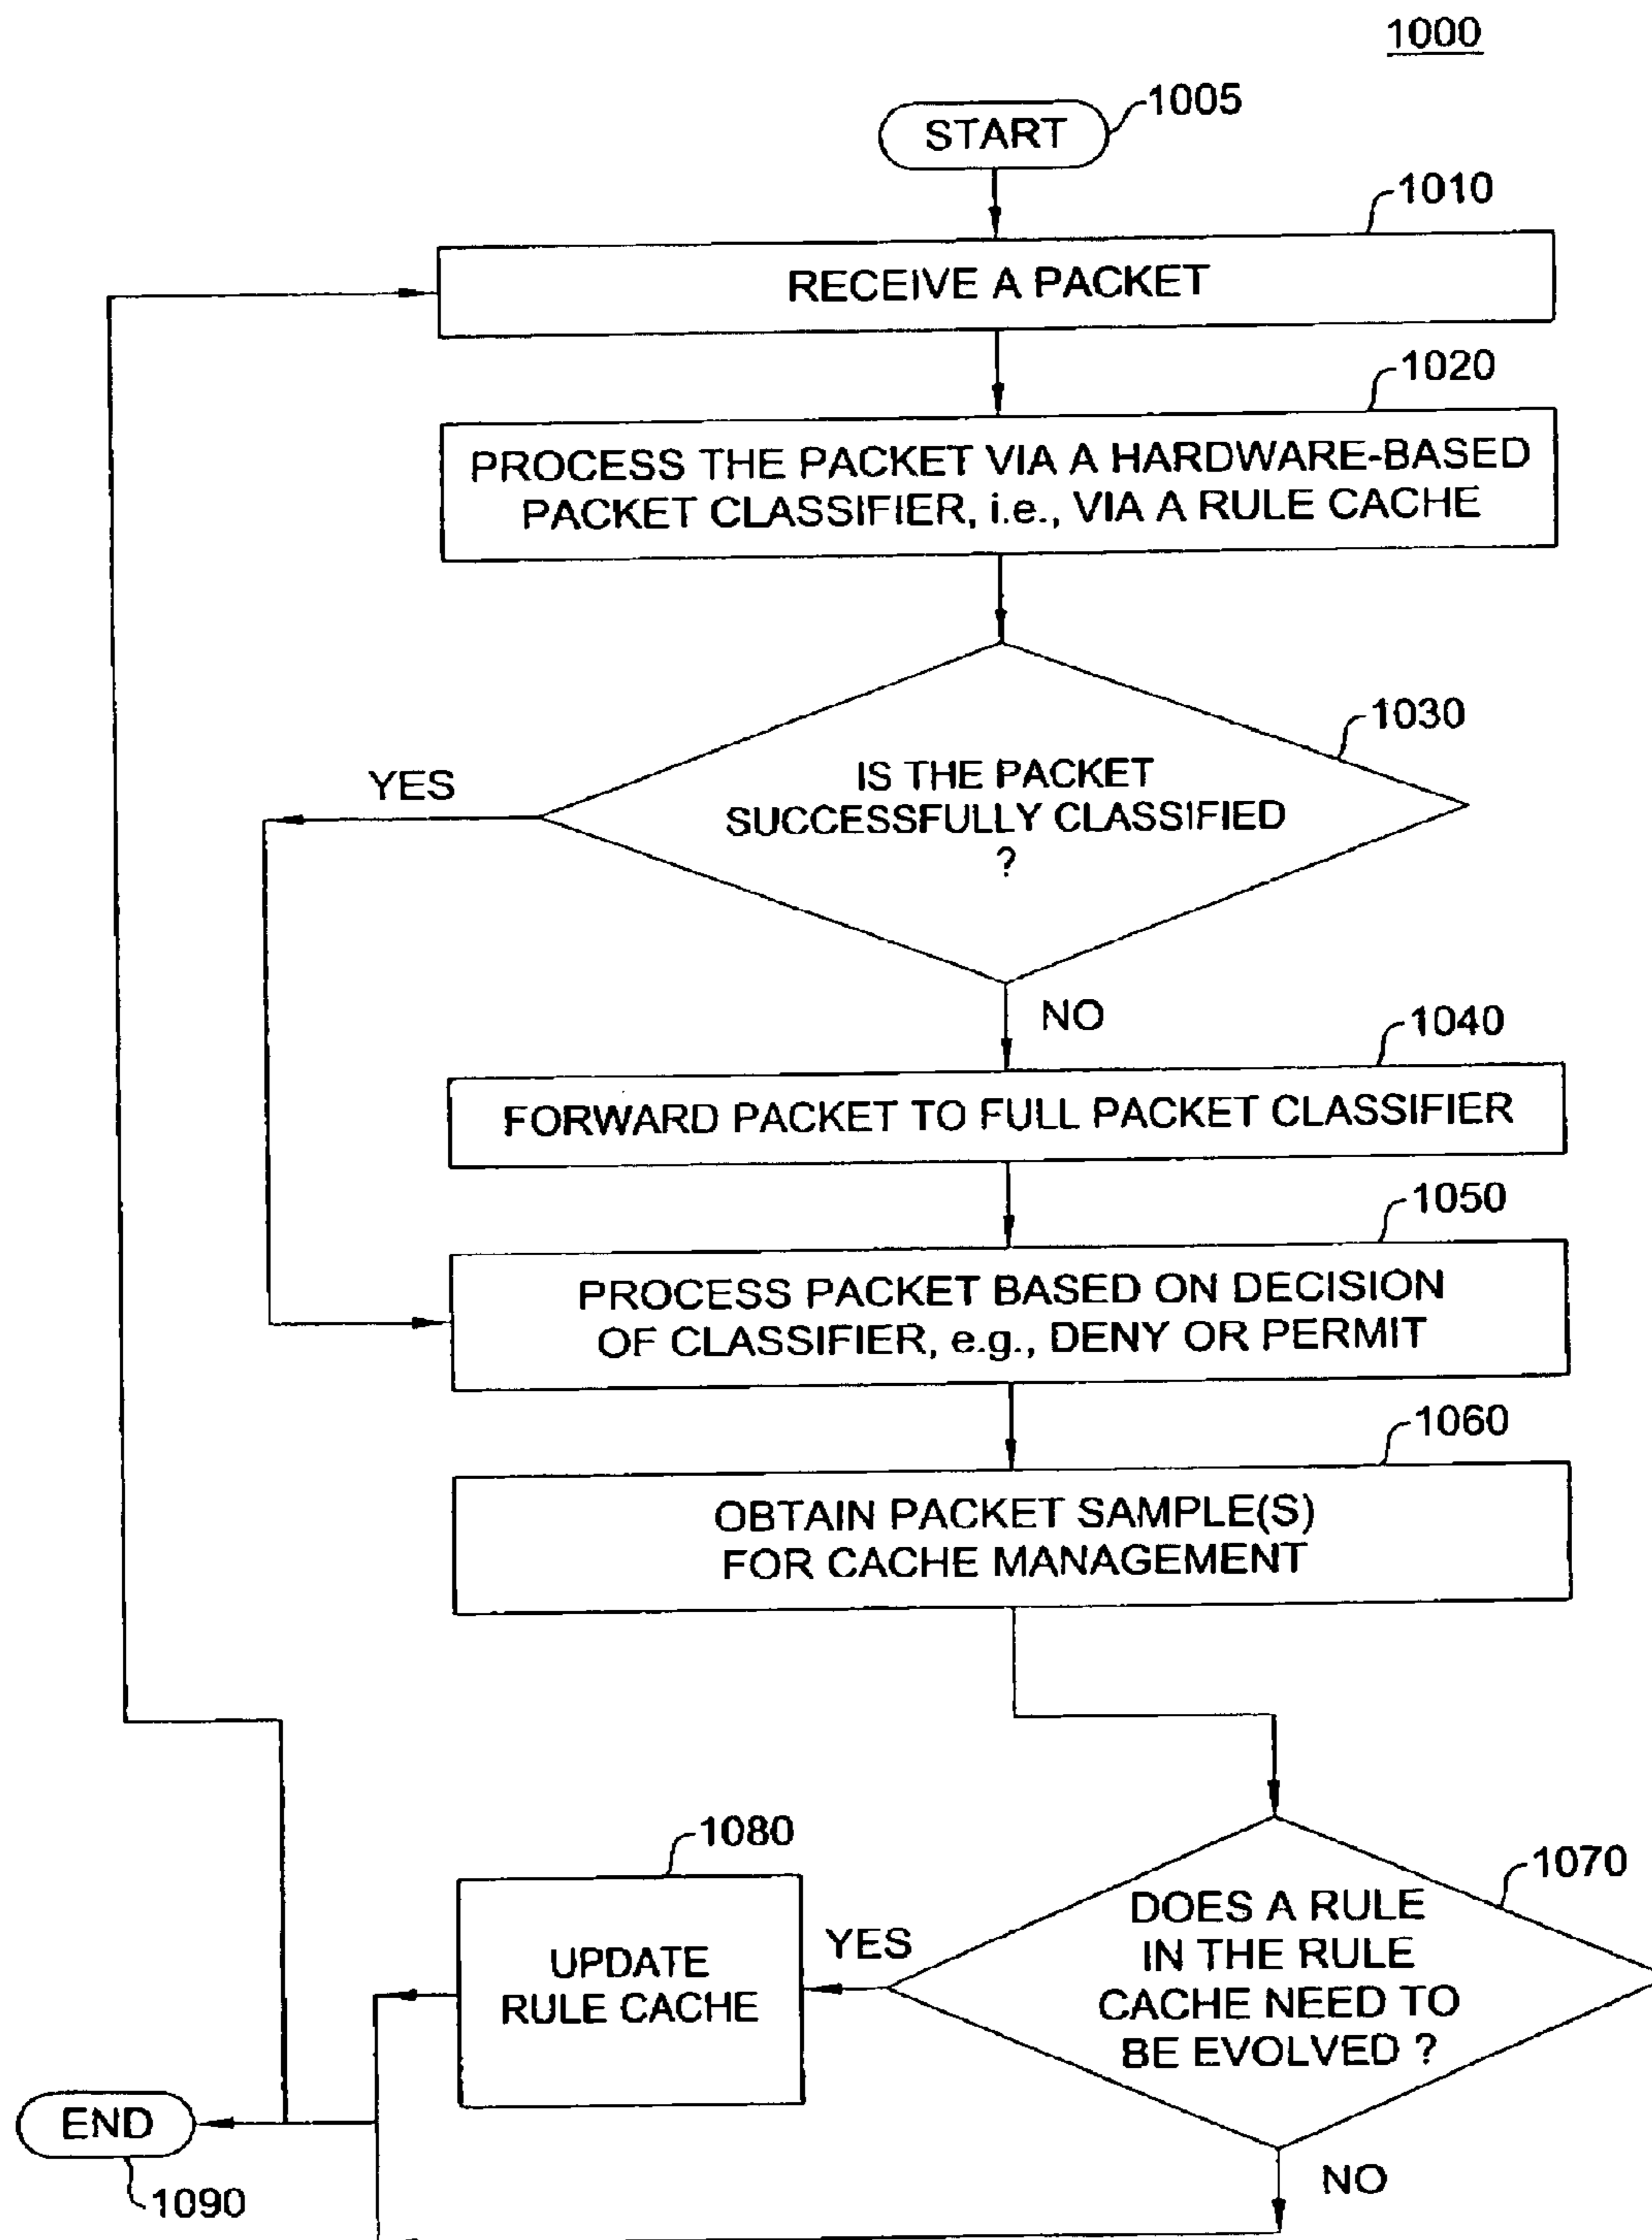 1000
START
1005
1010
RECEIVE A PACKET
1020
PROCESS THE PACKET VIA A HARDWARE-BASED
PACKET CLASSIFIER, i.e., VIA A RULE CACHE
1030
IS THE PACKET
SUCCESSFULLY CLASSIFIED
?
YES
NO
1040
FORWARD PACKET TO FULL PACKET CLASSIFIER
1050
PROCESS PACKET BASED ON DECISION
OF CLASSIFIER, e.g., DENY OR PERMIT
1060
OBTAIN PACKET SAMPLE(S)
FOR CACHE MANAGEMENT
1070
DOES A RULE
IN THE RULE
CACHE NEED TO
BE EVOLVED ?
YES
1080
UPDATE
RULE CACHE
NO
END
1090